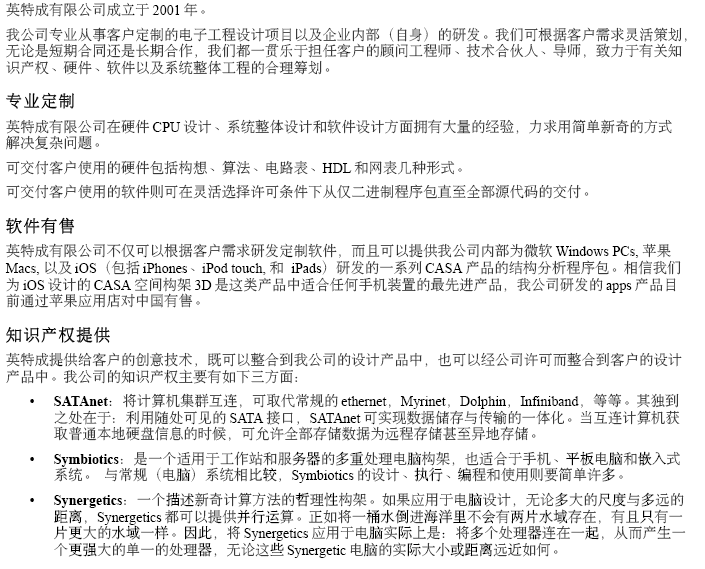 英特成有限公司成立于 2001 年。
我公司专业从事客户定制的电子工程设计项目以及企业内部（自身）的研发。我们可根据客户需求灵活策划，
无论是短期合同还是长期合作，我们都一贯乐于担任客户的顾问工程师、技术合伙人、导师，致力于有关知
识产权、硬件、软件以及系统整体工程的合理筹划。
专业定制
英特成有限公司在硬件 CPU 设计、系统整体设计和软件设计方面拥有大量的经验，力求用简单新奇的方式
解决复杂问题。
可交付客户使用的硬件包括构想、算法、电路表、HDL 和网表几种形式。
可交付客户使用的软件则可在灵活选择许可条件下从仅二进制程序包直至全部源代码的交付。
软件有售
英特成有限公司不仅可以根据客户需求研发定制软件，而且可以提供我公司内部为微软 Windows PCs, 苹果
Macs, 以及 iOS（包括 iPhones、iPod touch, 和 iPads）研发的一系列 CASA 产品的结构分析程序包。相信我们
为 iOS 设计的 CASA 空间构架 3D 是这类产品中适合任何手机装置的最先进产品，我公司研发的 apps 产品目
前通过苹果应用店对中国有售。
知识产权提供
英特成提供给客户的创意技术，既可以整合到我公司的设计产品中，也可以经公司许可而整合到客户的设计
产品中。我公司的知识产权主要有如下三方面：
• SATAnet：将计算机集群互连，可取代常规的 ethernet，Myrinet，Dolphin，Infiniband，等等。其独到
之处在于：利用随处可见的 SATA 接口，SATAnet 可实现数据储存与传输的一体化。当互连计算机获
取普通本地硬盘信息的时候，可允许全部存储数据为远程存储甚至异地存储。
• Symbiotics：是一个适用于工作站和服务器的多重处理电脑构架，也适合于手机、平板电脑和嵌入式
系统。 与常规（电脑）系统相比较，Symbiotics 的设计、执行、编程和使用则要简单许多。
• Synergetics：一个描述新奇计算方法的哲理性构架。如果应用于电脑设计，无论多大的尺度与多远的
距离，Synergetics 都可以提供并行运算。正如将一桶水倒进海洋里不会有两片水域存在，有且只有一
片更大的水域一样。因此，将 Synergetics 应用于电脑实际上是：将多个处理器连在一起，从而产生一
个更强大的单一的处理器，无论这些 Synergetic 电脑的实际大小或距离远近如何。